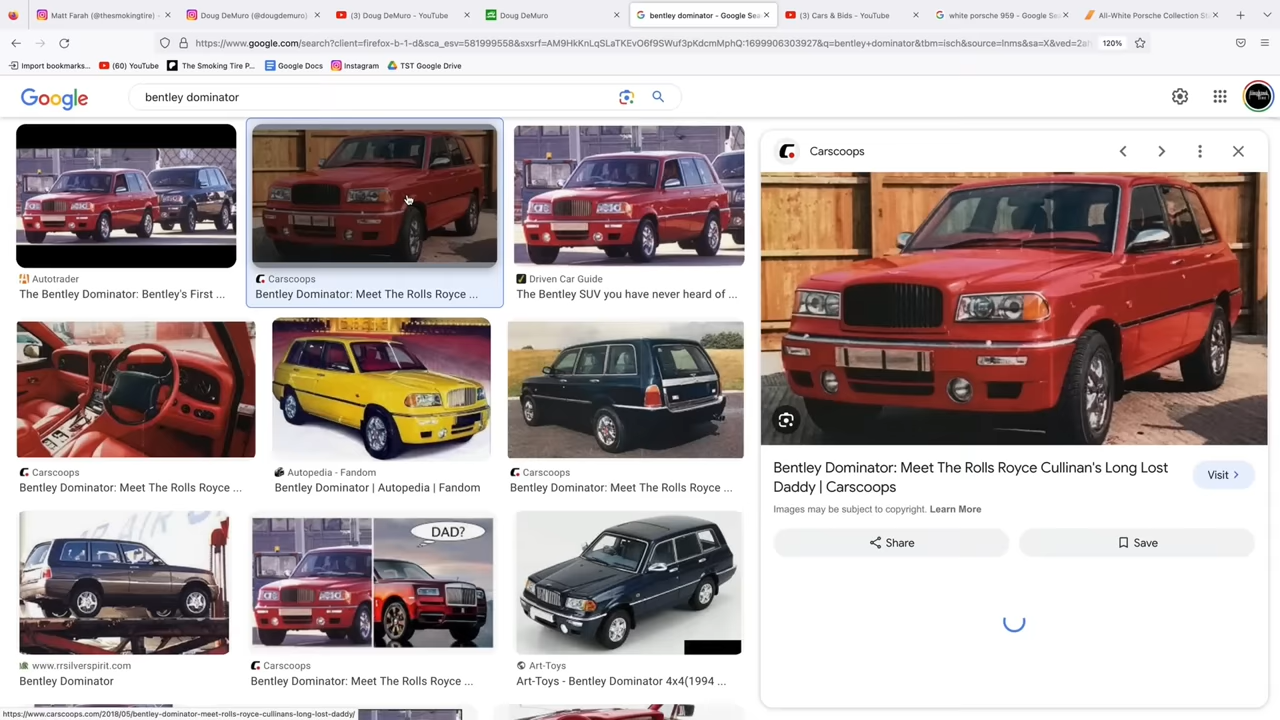 Matt Farah (@thesmokingtire)
Doug DeMuro (@dougdemuro)
(3) Doug DeMuro - YouTube
Doug DeMuro
bentley dominator - Google Sea
(3) Cars & Bids - YouTube
white porsche 959 - Google Sea
All-White Porsche Collection St
https://www.google.com/search?client=firefox-b-1-d&sca_esv=581999558&sxsrf=AM9HkKnLqSLaTKEvO6f9SWuf3pKdcmMphQ:1699906303927&q=bentley+dominator&tbm=isch&source=lnms&sa=X&ved=2ah
120%
Import bookmarks...
(60) YouTube
The Smoking Tire P...
Google Docs
Instagram
TST Google Drive
Google
bentley dominator
Carscoops
Autotrader
The Bentley Dominator: Bentley's First ...
Carscoops
Bentley Dominator: Meet The Rolls Royce ...
Driven Car Guide
The Bentley SUV you have never heard of ...
Carscoops
Bentley Dominator: Meet The Rolls Royce ...
Autopedia - Fandom
Bentley Dominator | Autopedia | Fandom
Carscoops
Bentley Dominator: Meet The Rolls Royce ...
DAD?
www.rrsilverspirit.com
Bentley Dominator
Carscoops
Bentley Dominator: Meet The Rolls Royce ...
Art-Toys
Art-Toys - Bentley Dominator 4x4(1994 ...
Bentley Dominator: Meet The Rolls Royce Cullinan's Long Lost
Daddy | Carscoops
Visit
Images may be subject to copyright. Learn More
Share
Save
https://www.carscoops.com/2018/05/bentley-dominator-meet-rolls-royce-cullinans-long-lost-daddy/